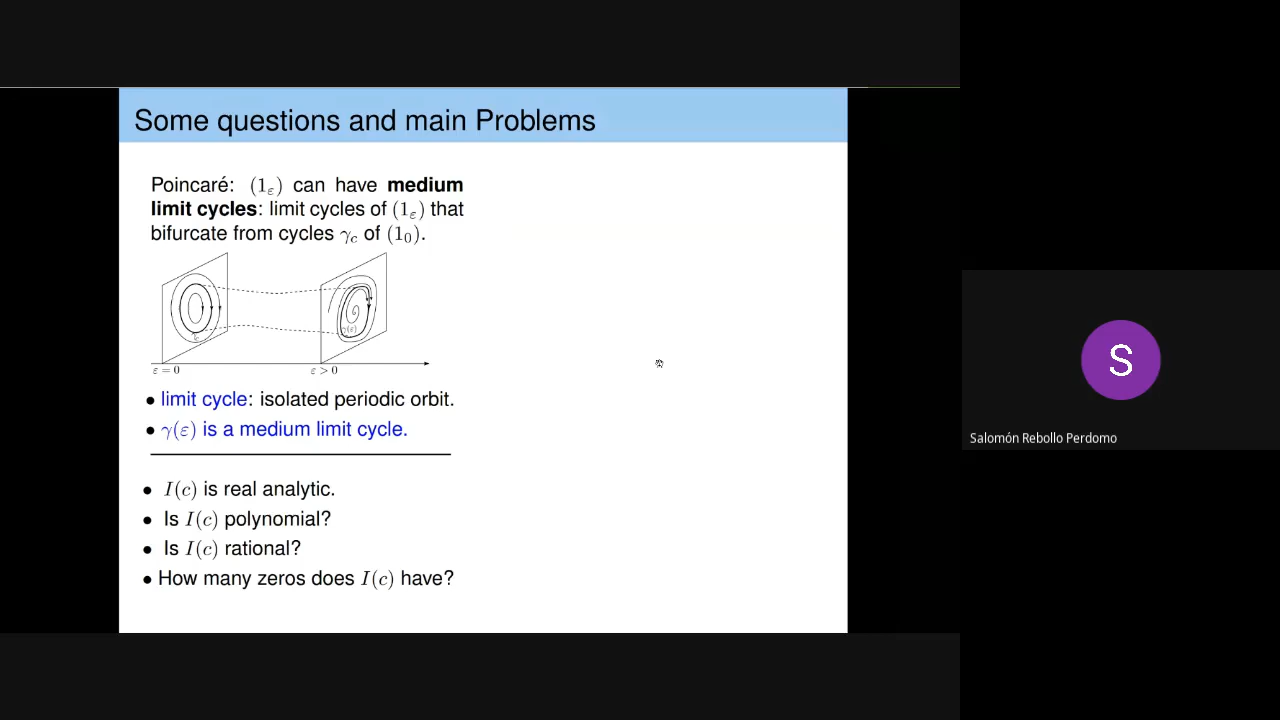 Some questions and main Problems
Poincaré: (1_ε) can have medium
limit cycles: limit cycles of (1_ε) that
bifurcate from cycles γ_c of (1_0).
γ(ε)
ε = 0
ε > 0
• limit cycle: isolated periodic orbit.
• γ(ε) is a medium limit cycle.
• I(c) is real analytic.
• Is I(c) polynomial?
• Is I(c) rational?
• How many zeros does I(c) have?
S
Salomón Rebollo Perdomo